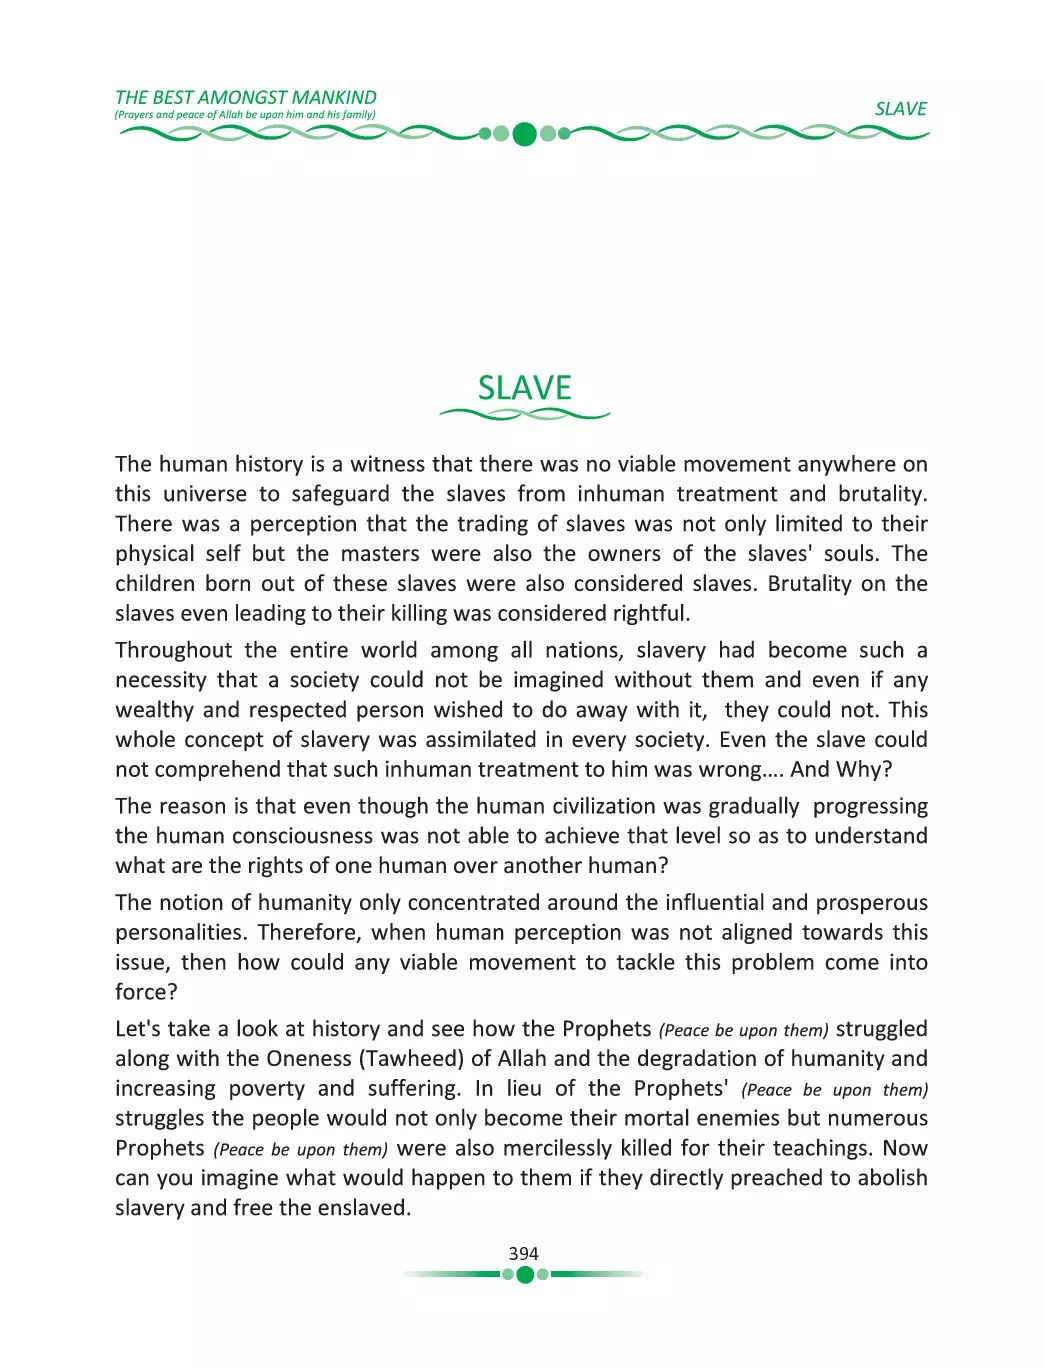 THE BEST AMONGST MANKIND
(Prayers and peace of Allah be upon him and his family)
SLAVE
SLAVE
The human history is a witness that there was no viable movement anywhere on
this universe to safeguard the slaves from inhuman treatment and brutality.
There was a perception that the trading of slaves was not only limited to their
physical self but the masters were also the owners of the slaves' souls. The
children born out of these slaves were also considered slaves. Brutality on the
slaves even leading to their killing was considered rightful.
Throughout the entire world among all nations, slavery had become such a
necessity that a society could not be imagined without them and even if any
wealthy and respected person wished to do away with it, they could not. This
whole concept of slavery was assimilated in every society. Even the slave could
not comprehend that such inhuman treatment to him was wrong.... And Why?
The reason is that even though the human civilization was gradually progressing
the human consciousness was not able to achieve that level so as to understand
what are the rights of one human over another human?
The notion of humanity only concentrated around the influential and prosperous
personalities. Therefore, when human perception was not aligned towards this
issue, then how could any viable movement to tackle this problem come into
force?
Let's take a look at history and see how the Prophets (Peace be upon them) struggled
along with the Oneness (Tawheed) of Allah and the degradation of humanity and
increasing poverty and suffering. In lieu of the Prophets' (Peace be upon them)
struggles the people would not only become their mortal enemies but numerous
Prophets (Peace be upon them) were also mercilessly killed for their teachings. Now
can you imagine what would happen to them if they directly preached to abolish
slavery and free the enslaved.
394